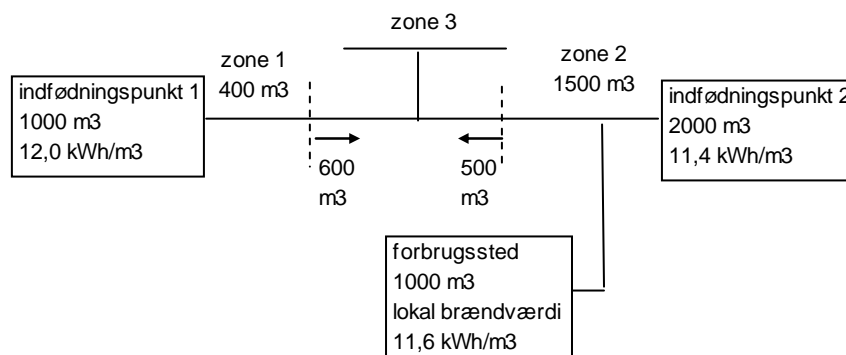 zone 3
zone 1
400 m3
zone 2
1500 m3
indfødningspunkt 1
1000 m3
12,0 kWh/m3
indfødningspunkt 2
2000 m3
11,4 kWh/m3
600
m3
500
m3
forbrugssted
1000 m3
lokal brændværdi
11,6 kWh/m3